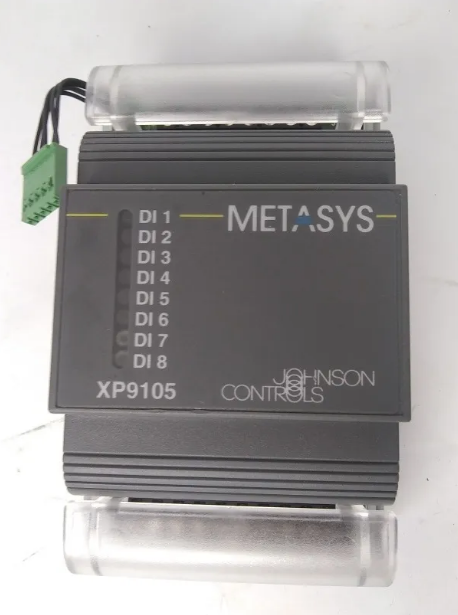 DI 1
METASYS
DI 2
DI 3
DI 4
DI 5
DI 6
DI 7
DI 8
XP9105
JOHNSON
CONTROLS